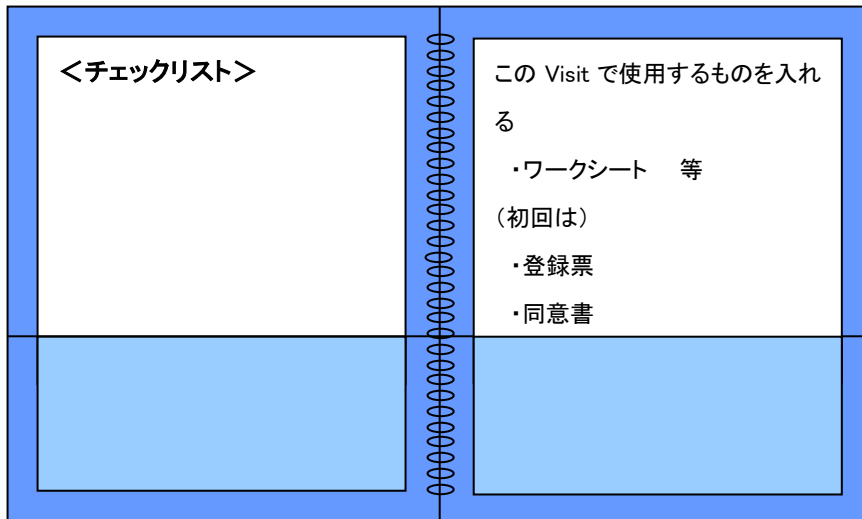 ＜チェックリスト＞
この Visit で使用するものを入れ
る
・ワークシート　等
（初回は）
・登録票
・同意書